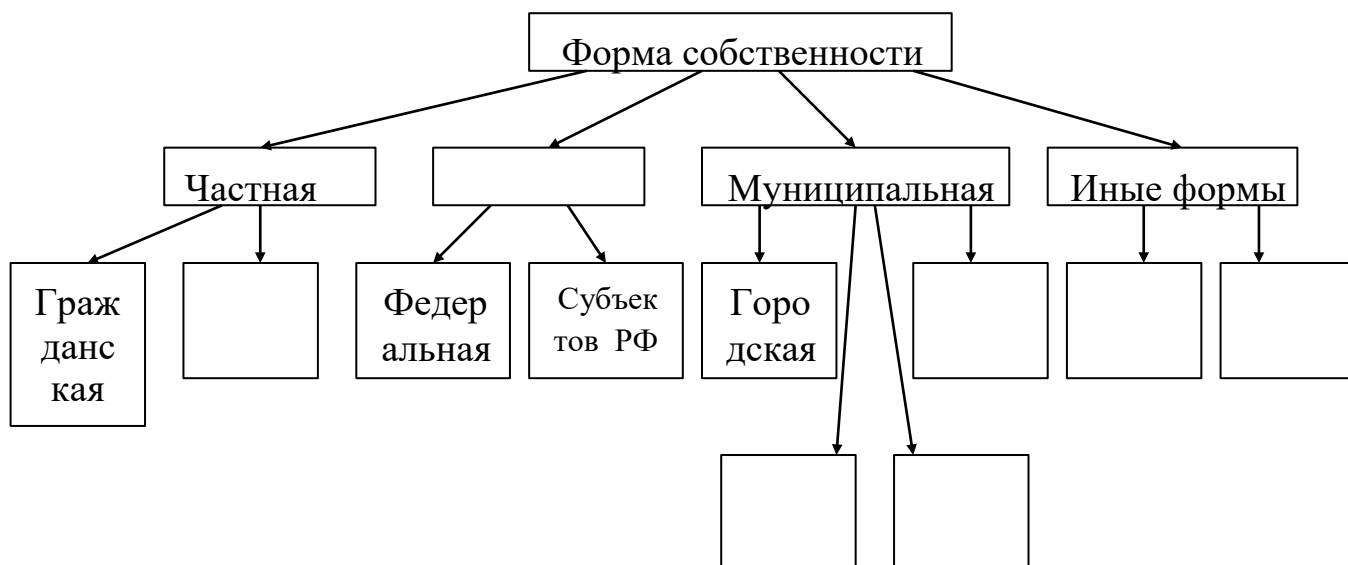 Форма собственности
Частная
Муниципальная
Иные формы
Граж
данс
кая
Федер
альная
Субъек
тов РФ
Горо
дская